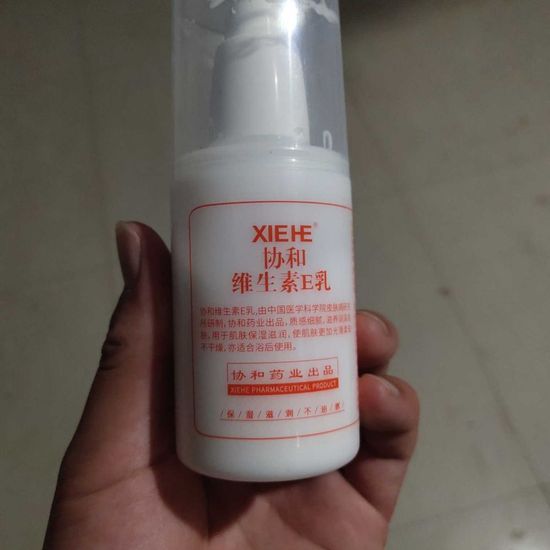 XIEHE®
协和
维生素E乳
协和维生素E乳,由中国医学科学院皮肤病研究
所研制,协和药业出品,质感细腻,滋养润泽肌
肤,用于肌肤保湿滋润,使肌肤更加光滑柔软
不干燥,亦适合浴后使用。
协和药业出品
XIEHE PHARMACEUTICAL PRODUCT
/保/湿/滋/润/不/油/腻/